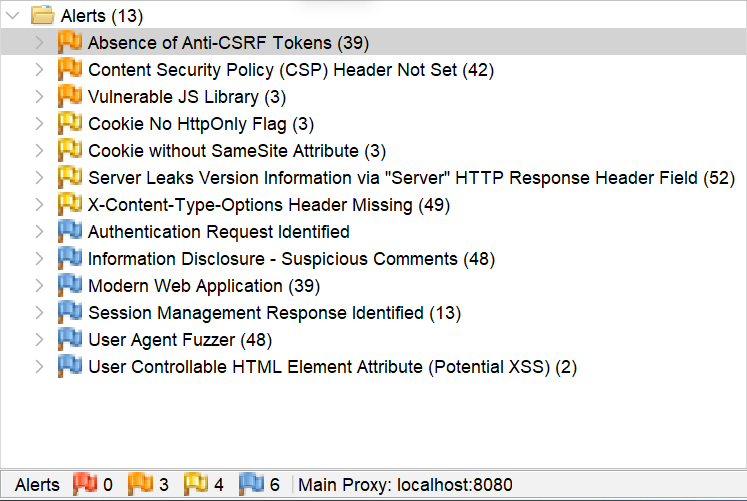 Alerts (13)
Absence of Anti-CSRF Tokens (39)
Content Security Policy (CSP) Header Not Set (42)
Vulnerable JS Library (3)
Cookie No HttpOnly Flag (3)
Cookie without SameSite Attribute (3)
Server Leaks Version Information via "Server" HTTP Response Header Field (52)
X-Content-Type-Options Header Missing (49)
Authentication Request Identified
Information Disclosure - Suspicious Comments (48)
Modern Web Application (39)
Session Management Response Identified (13)
User Agent Fuzzer (48)
User Controllable HTML Element Attribute (Potential XSS) (2)
Alerts 0 3 4 6 Main Proxy: localhost:8080